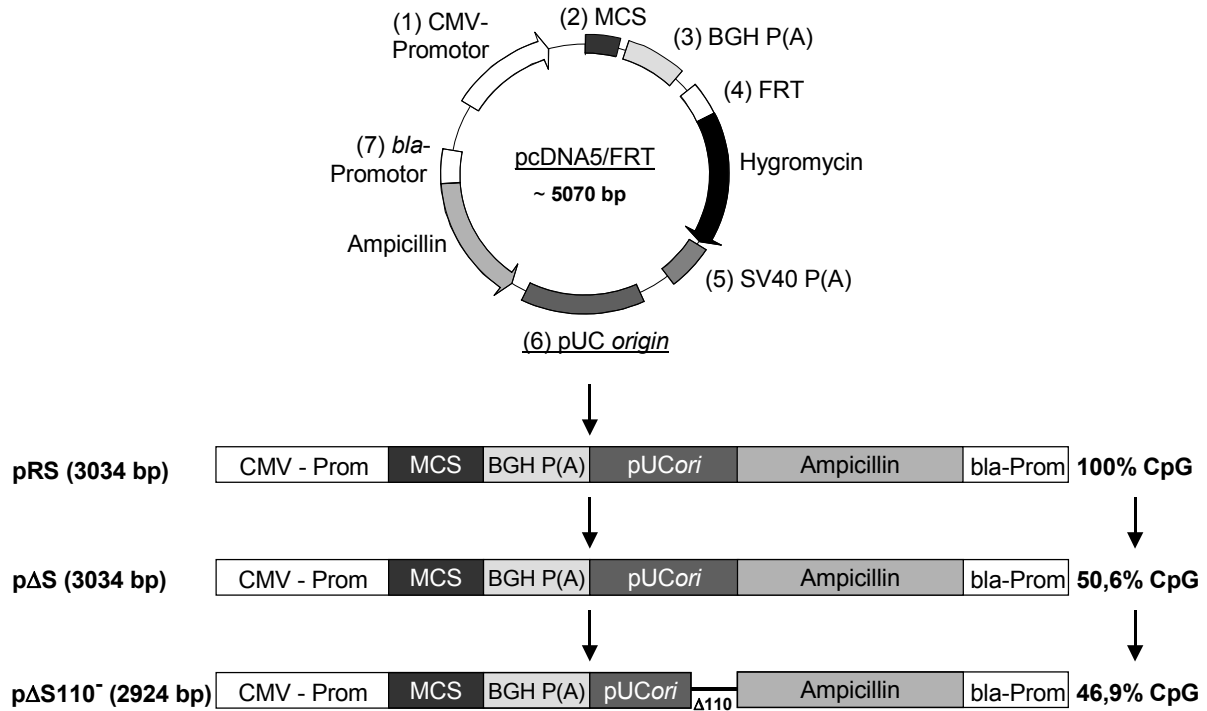 (1) CMV-
Promotor
(2) MCS
(3) BGH P(A)
(4) FRT
(7) bla-
Promotor
pcDNA5/FRT
~ 5070 bp
Hygromycin
Ampicillin
(5) SV40 P(A)
(6) pUC origin
pRS (3034 bp) CMV - Prom MCS BGH P(A) pUCori Ampicillin bla-Prom 100% CpG
p∆S (3034 bp) CMV - Prom MCS BGH P(A) pUCori Ampicillin bla-Prom 50,6% CpG
p∆S110⁻ (2924 bp) CMV - Prom MCS BGH P(A) pUCori ∆110 Ampicillin bla-Prom 46,9% CpG